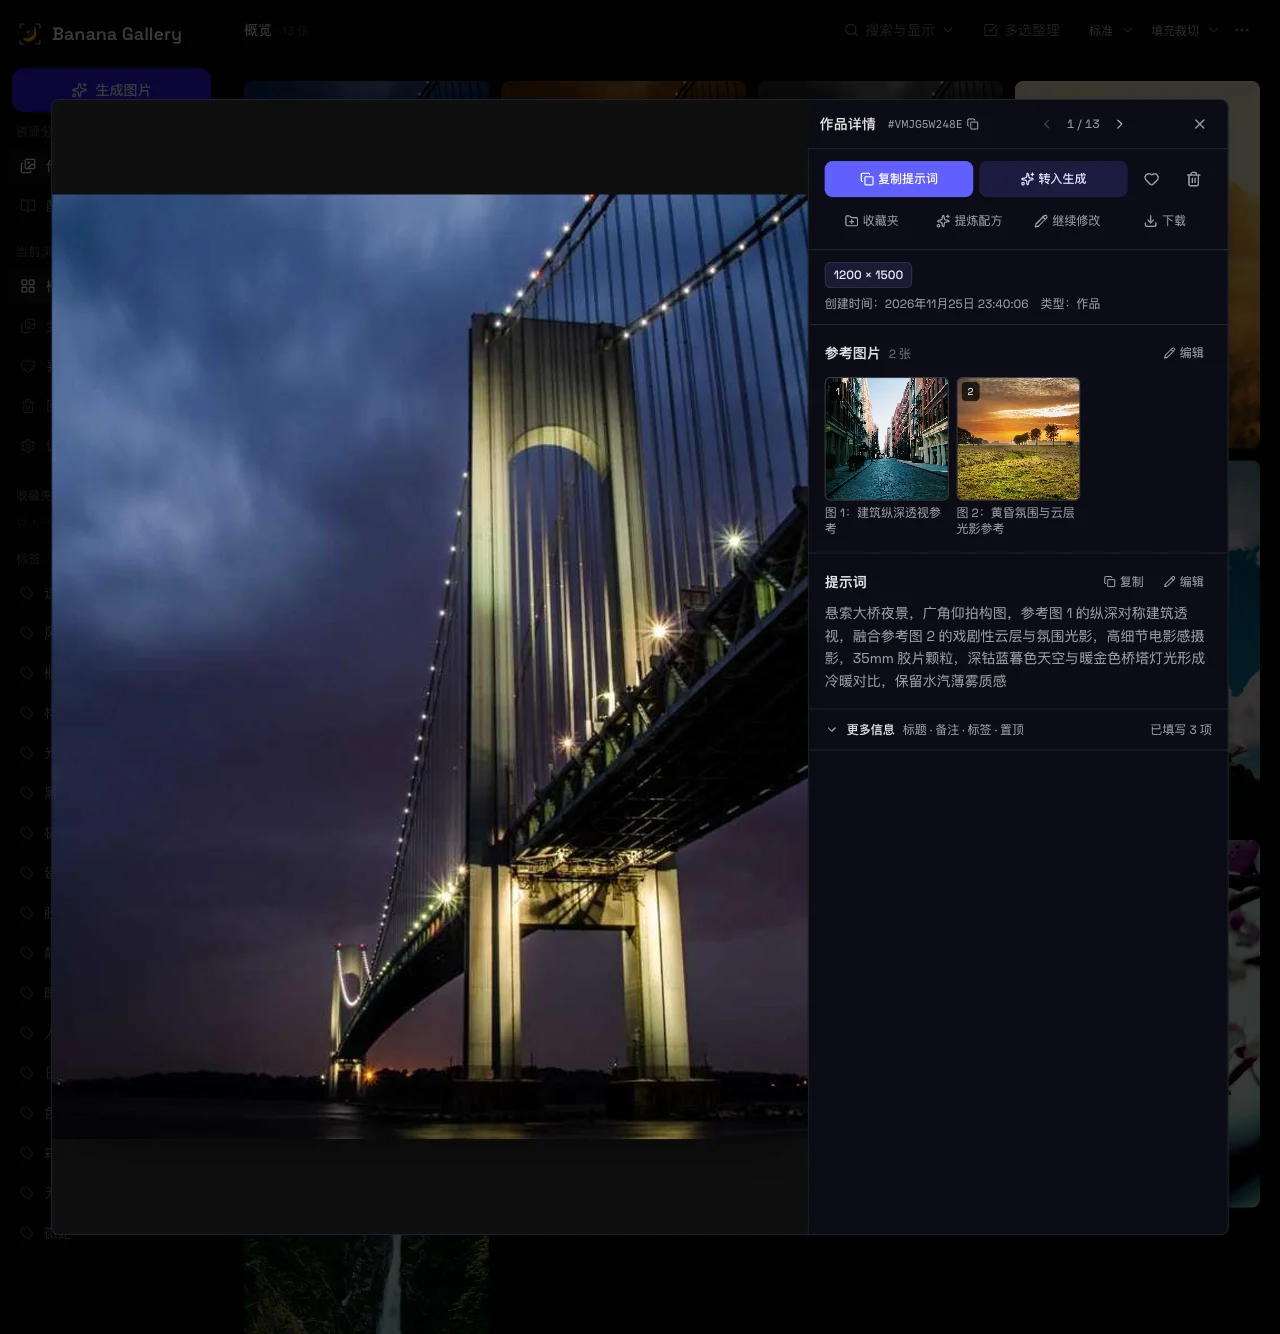 Banana Gallery
概览 13 张
搜索与显示
多选整理
标准
填充裁切
生成图片
作品详情 #VMJG5W248E
1 / 13
复制提示词
转入生成
收藏夹
提炼配方
继续修改
下载
1200 × 1500
创建时间：2026年11月25日 23:40:06 类型：作品
参考图片 2 张
编辑
1
2
图 1：建筑纵深透视参
考
图 2：黄昏氛围与云层
光影参考
提示词
复制
编辑
悬索大桥夜景，广角仰拍构图，参考图 1 的纵深对称建筑透
视，融合参考图 2 的戏剧性云层与氛围光影，高细节电影感摄
影，35mm 胶片颗粒，深钴蓝暮色天空与暖金色桥塔灯光形成
冷暖对比，保留水汽薄雾质感
更多信息 标题 · 备注 · 标签 · 置顶
已填写 3 项
标签